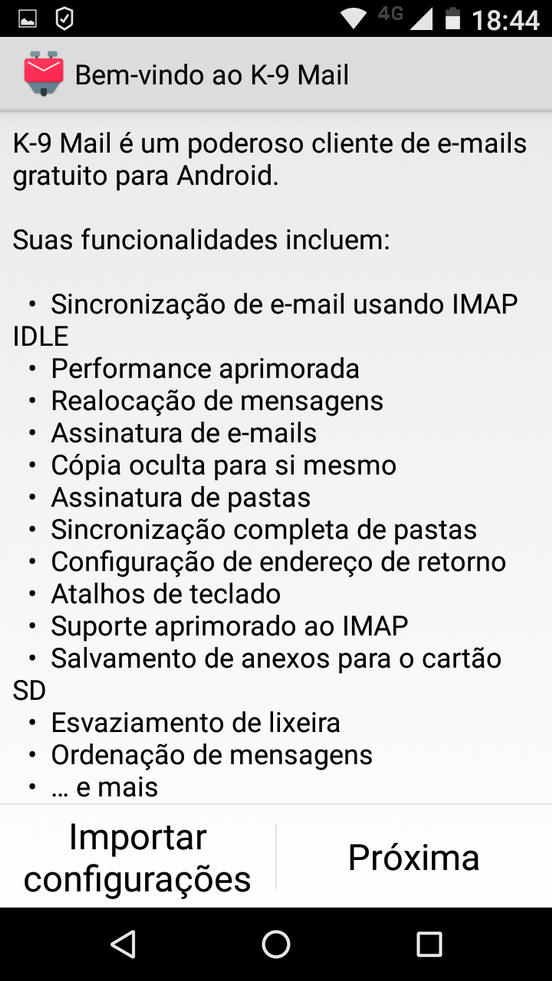 4G 18:44
Bem-vindo ao K-9 Mail
K-9 Mail é um poderoso cliente de e-mails
gratuito para Android.
Suas funcionalidades incluem:
• Sincronização de e-mail usando IMAP
IDLE
• Performance aprimorada
• Realocação de mensagens
• Assinatura de e-mails
• Cópia oculta para si mesmo
• Assinatura de pastas
• Sincronização completa de pastas
• Configuração de endereço de retorno
• Atalhos de teclado
• Suporte aprimorado ao IMAP
• Salvamento de anexos para o cartão
SD
• Esvaziamento de lixeira
• Ordenação de mensagens
• … e mais
Importar
configurações
Próxima